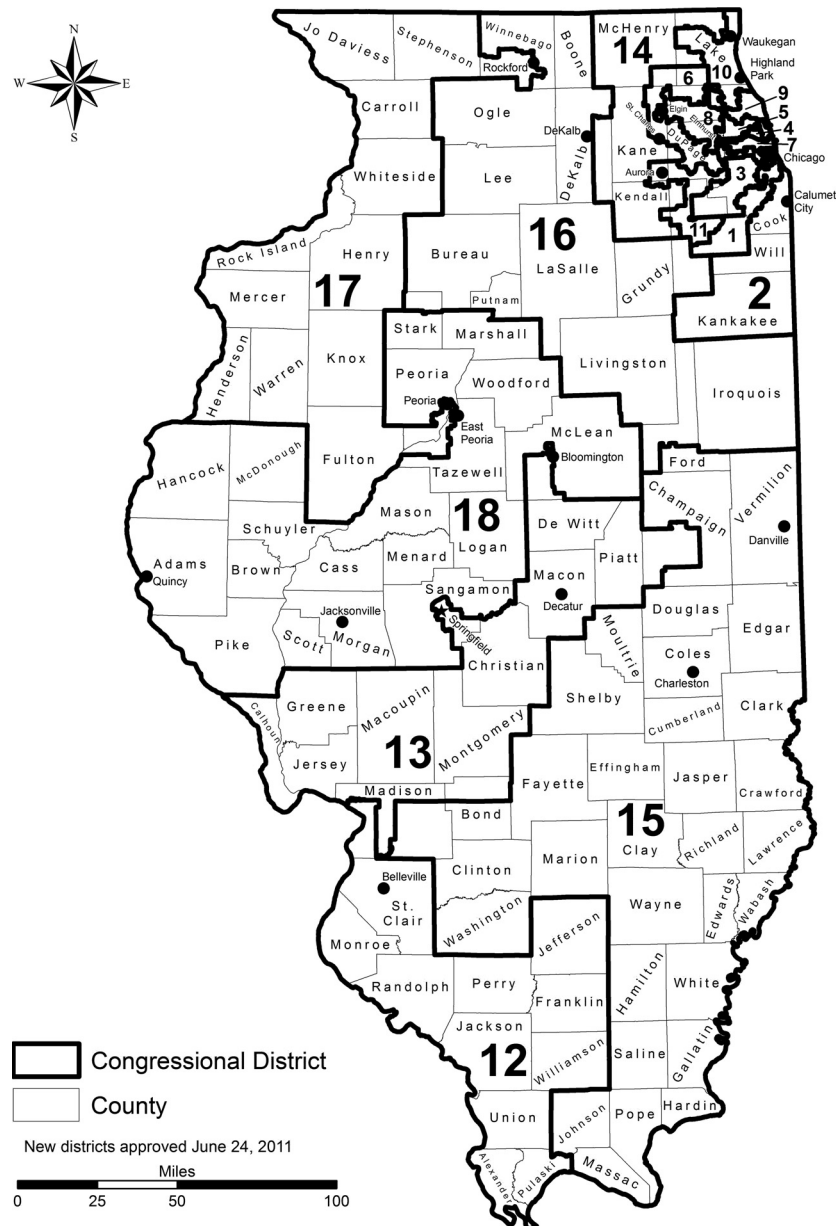 N
W
E
S
Jo Daviess
Stephenson
Winnebago
Rockford
Boone
McHenry
14
Lake
10
Waukegan
Highland
Park
6
9
5
4
7
Chicago
Elgin
8
Elmhurst
St. Charles
DuPage
3
Carroll
Ogle
DeKalb
DeKalb
Kane
Aurora
Kendall
Calumet
City
Cook
11
1
Whiteside
Lee
16
Will
Rock Island
Henry
Bureau
LaSalle
Grundy
2
Kankakee
Mercer
17
Putnam
Stark
Marshall
Henderson
Warren
Knox
Peoria
Peoria
Woodford
Livingston
Iroquois
East
Peoria
McLean
Bloomington
Hancock
McDonough
Fulton
Tazewell
Ford
Champaign
Vermilion
Danville
Mason
18
Logan
De Witt
Piatt
Schuyler
Adams
Quincy
Brown
Cass
Menard
Macon
Decatur
Sangamon
Springfield
Jacksonville
Morgan
Scott
Pike
Christian
Douglas
Edgar
Moultrie
Coles
Charleston
Shelby
Cumberland
Clark
Calhoun
Greene
Macoupin
Montgomery
Jersey
13
Madison
Fayette
Effingham
Jasper
Crawford
Bond
15
Clay
Richland
Lawrence
Clinton
Marion
Belleville
St.
Clair
Washington
Jefferson
Wayne
Edwards
Wabash
Monroe
Randolph
Perry
Franklin
Hamilton
White
Jackson
12
Williamson
Saline
Gallatin
Union
Johnson
Pope
Hardin
Alexander
Pulaski
Massac
Congressional District
County
New districts approved June 24, 2011
Miles
0 25 50 100